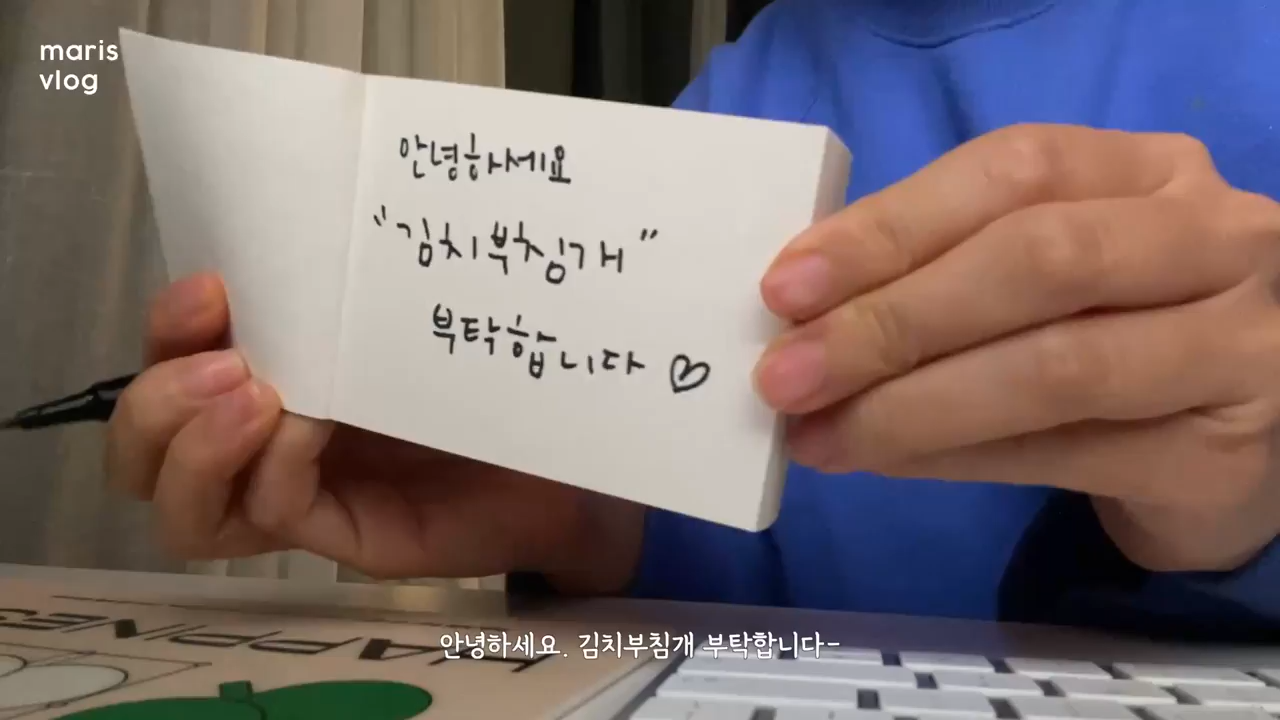 maris
vlog
안녕하세요
"김치부침개"
부탁합니다 ♡
HAPPINESS
안녕하세요. 김치부침개 부탁합니다-